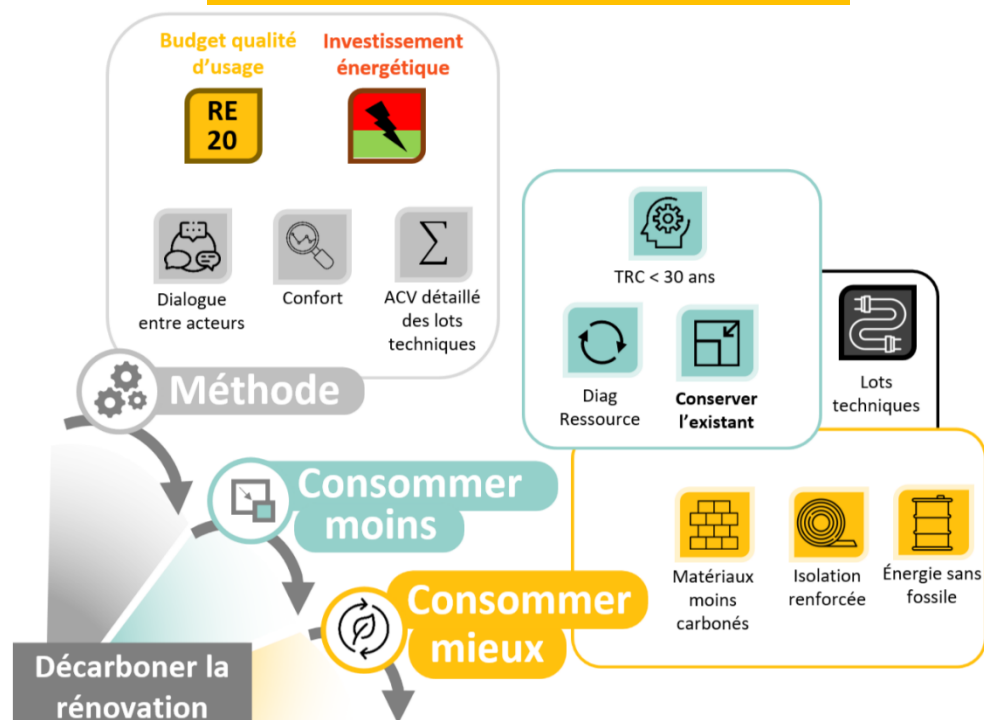 Budget qualité
d’usage
Investissement
énergétique
RE
20
Dialogue
entre acteurs
Confort
ACV détaillé
des lots
techniques
TRC < 30 ans
Diag
Ressource
Conserver
l’existant
Lots
techniques
Méthode
Consommer
moins
Matériaux
moins
carbonés
Isolation
renforcée
Énergie sans
fossile
Consommer
mieux
Décarboner la
rénovation